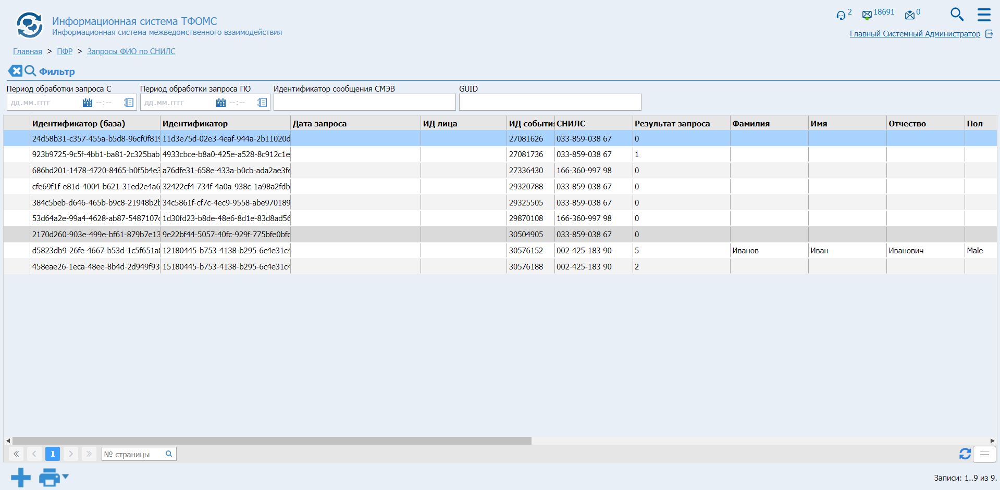 Информационная система ТФОМС
Информационная система межведомственного взаимодействия
2 18691 0
Главный Системный Администратор
Главная > ПФР > Запросы ФИО по СНИЛС
Фильтр
Период обработки запроса С Период обработки запроса ПО Идентификатор сообщения СМЭВ GUID
дд.мм.гггг --:-- дд.мм.гггг --:--
Идентификатор (база) Идентификатор Дата запроса ИД лица ИД события СНИЛС Результат запроса Фамилия Имя Отчество Пол
24d58b31-c357-455a-b5d8-96cf0f819 11d3e75d-02e3-4eaf-944a-2b11020d 27081626 033-859-038 67 0
923b9725-9c5f-4bb1-ba81-2c325bab 4933cbce-b8a0-425e-a528-8c912c1e 27081736 033-859-038 67 1
686bd201-1478-4720-8465-b0f5b4e3 a76dfe31-658e-433a-b0cb-ada2ae3fe 27336430 166-360-997 98 0
cfe69f1f-e81d-4004-b621-31ed2e4a6 32422cf4-734f-4a0a-938c-1a98a2fdb 29320788 033-859-038 67 0
384c5beb-d646-465b-b9c8-21948b2b 34c5861f-cf7c-4ec9-9558-abe970189 29325505 033-859-038 67 0
53d64a2e-99a4-4628-ab87-5487107c 1d30fd23-b8de-48e6-8d1e-83d8ad56 29870108 166-360-997 98 0
2170d260-903e-499e-bf61-879b7e13 9e22bf44-5057-40fc-929f-775bfe0bfc 30504905 033-859-038 67 0
d5823db9-26fe-4667-b53d-1c5f651a8 12180445-b753-4138-b295-6c4e31c4 30576152 002-425-183 90 5 Иванов Иван Иванович Male
458eae26-1eca-48ee-8b4d-2d949f93 15180445-b753-4138-b295-6c4e31c4 30576188 002-425-183 90 2
« < 1 > » № страницы
Записи: 1..9 из 9.